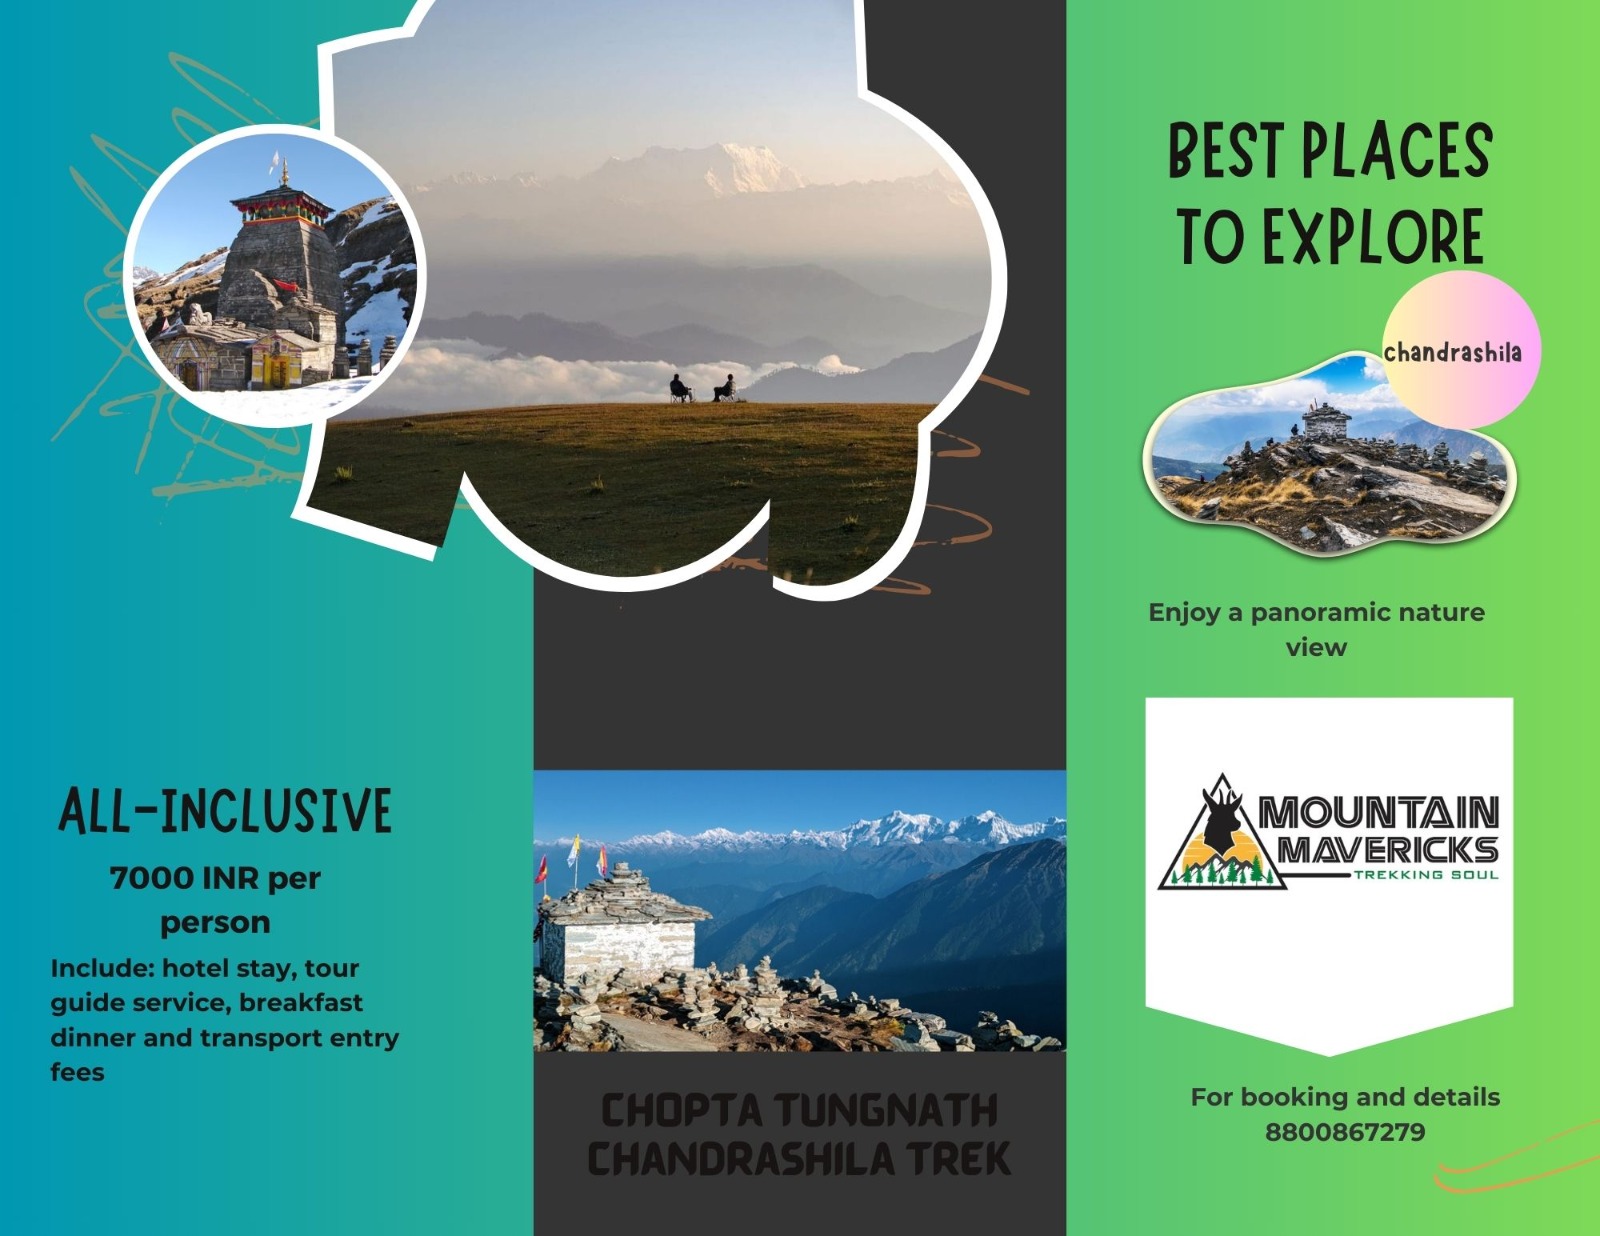 BEST PLACES
TO EXPLORE
chandrashila
Enjoy a panoramic nature
view
MOUNTAIN
MAVERICKS
TREKKING SOUL
For booking and details
8800867279
ALL-INCLUSIVE
7000 INR per
person
Include: hotel stay, tour
guide service, breakfast
dinner and transport entry
fees
CHOPTA TUNGNATH
CHANDRASHILA TREK